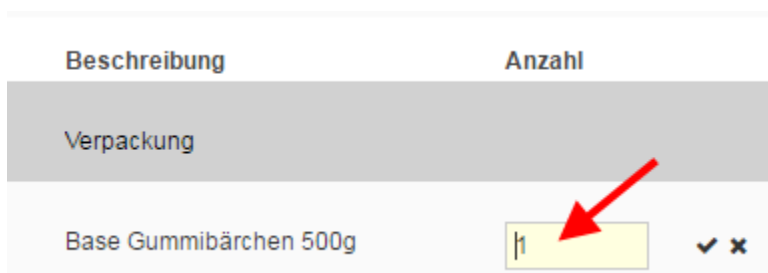 Beschreibung Anzahl
Verpackung
Base Gummibärchen 500g 1